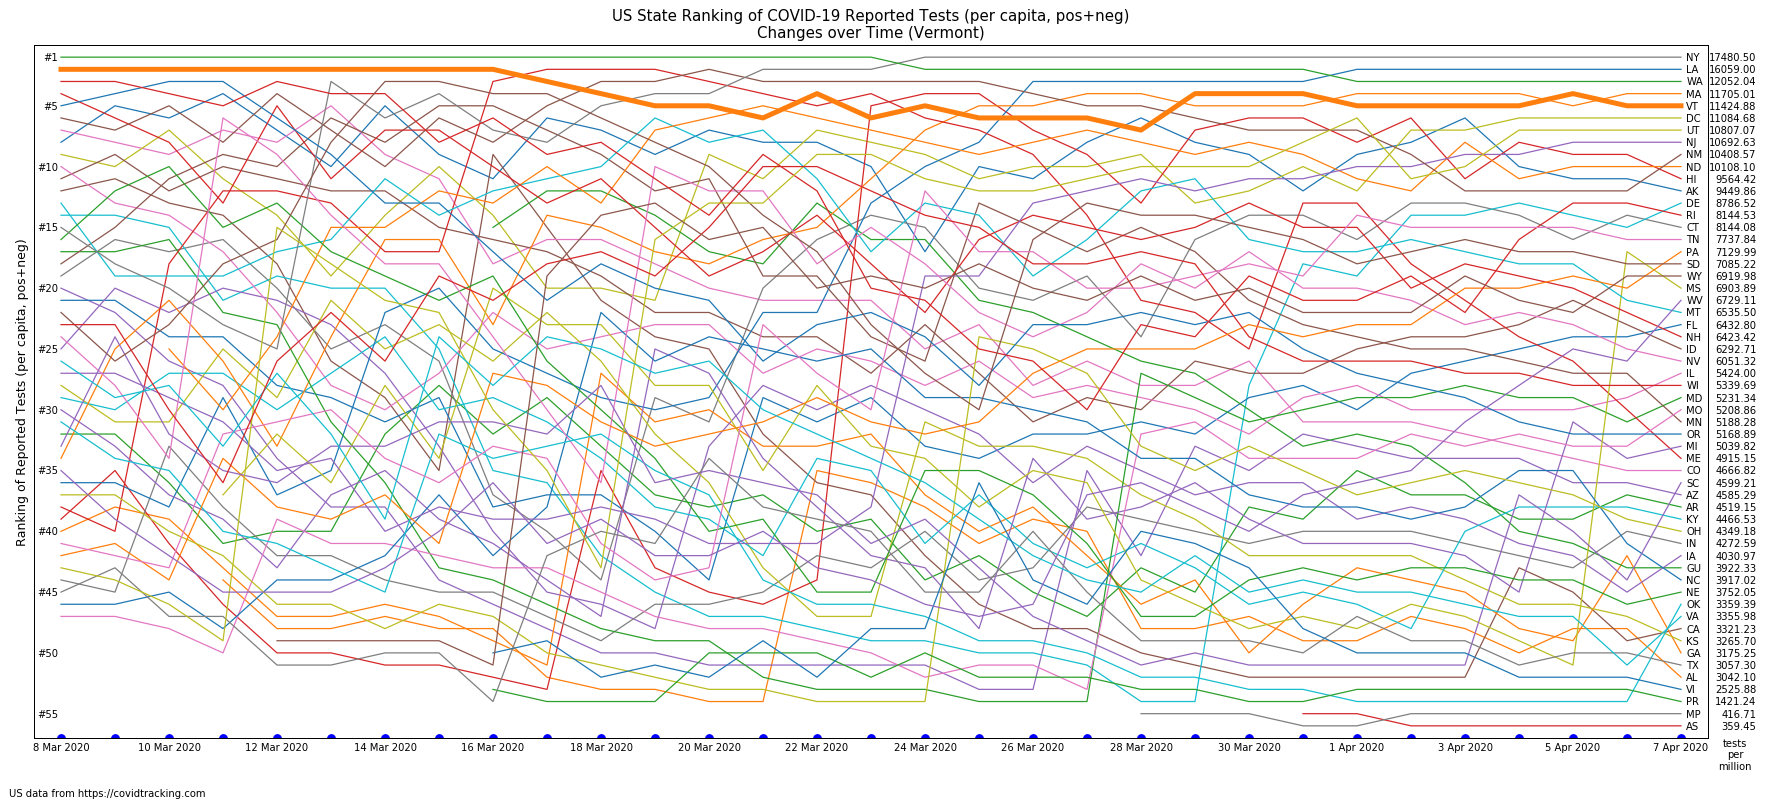 US State Ranking of COVID-19 Reported Tests (per capita, pos+neg)
Changes over Time (Vermont)
Ranking of Reported Tests (per capita, pos+neg)
#1
#5
#10
#15
#20
#25
#30
#35
#40
#45
#50
#55
NY 17480.50
LA 16059.00
WA 12052.04
MA 11705.01
VT 11424.88
DC 11084.68
UT 10807.07
NJ 10692.63
NM 10408.57
ND 10108.10
HI 9564.42
AK 9449.86
DE 8786.52
RI 8144.53
CT 8144.08
TN 7737.84
PA 7129.99
SD 7085.22
WY 6919.98
MS 6903.89
WV 6729.11
MT 6535.50
FL 6432.80
NH 6423.42
ID 6292.71
NV 6051.32
IL 5424.00
WI 5339.69
MD 5231.34
MO 5208.86
MN 5188.28
OR 5168.89
MI 5039.82
ME 4915.15
CO 4666.82
SC 4599.21
AZ 4585.29
AR 4519.15
KY 4466.53
OH 4349.18
IN 4272.59
IA 4030.97
GU 3922.33
NC 3917.02
NE 3752.05
OK 3359.39
VA 3355.98
CA 3321.23
KS 3265.70
GA 3175.25
TX 3057.30
AL 3042.10
VI 2525.88
PR 1421.24
MP 416.71
AS 359.45
8 Mar 2020 10 Mar 2020 12 Mar 2020 14 Mar 2020 16 Mar 2020 18 Mar 2020 20 Mar 2020 22 Mar 2020 24 Mar 2020 26 Mar 2020 28 Mar 2020 30 Mar 2020 1 Apr 2020 3 Apr 2020 5 Apr 2020 7 Apr 2020
tests
per
million
US data from https://covidtracking.com